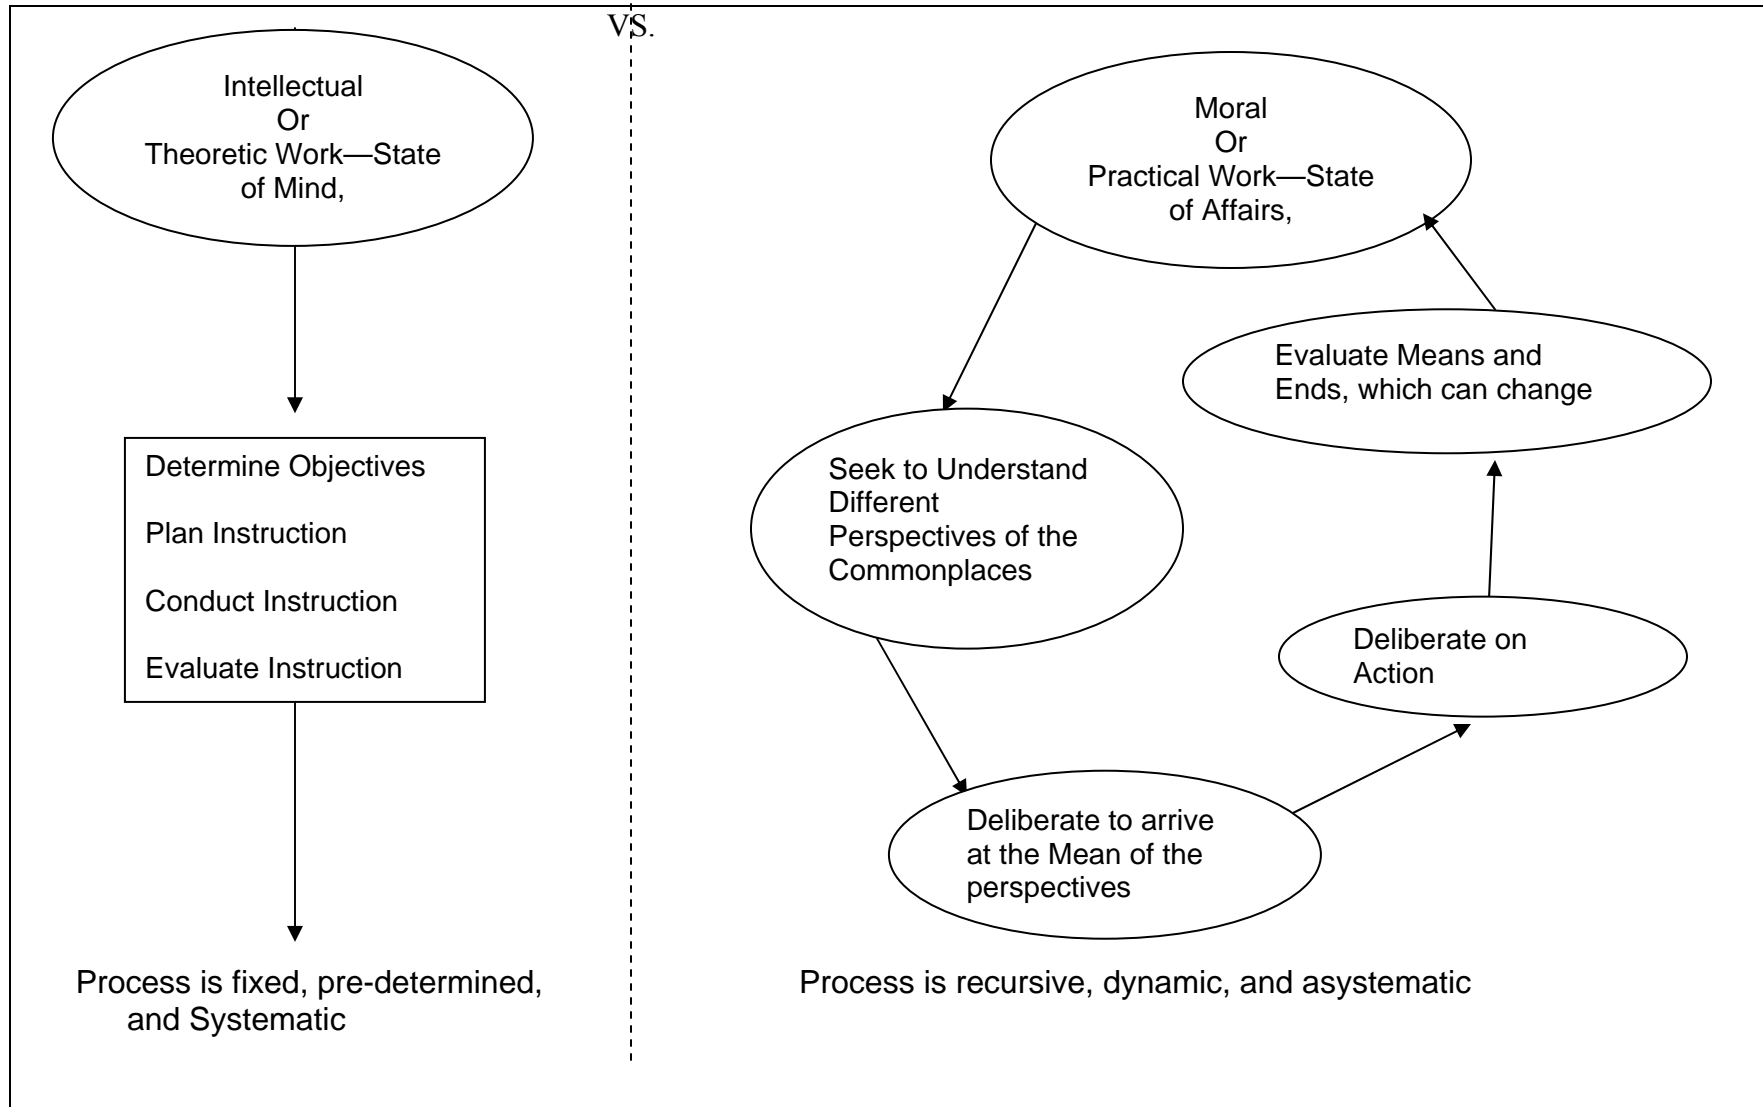 VS.
Intellectual
Or
Theoretic Work—State
of Mind,
Determine Objectives
Plan Instruction
Conduct Instruction
Evaluate Instruction
Process is fixed, pre-determined,
and Systematic
Moral
Or
Practical Work—State
of Affairs,
Seek to Understand
Different
Perspectives of the
Commonplaces
Deliberate to arrive
at the Mean of the
perspectives
Deliberate on
Action
Evaluate Means and
Ends, which can change
Process is recursive, dynamic, and asystematic